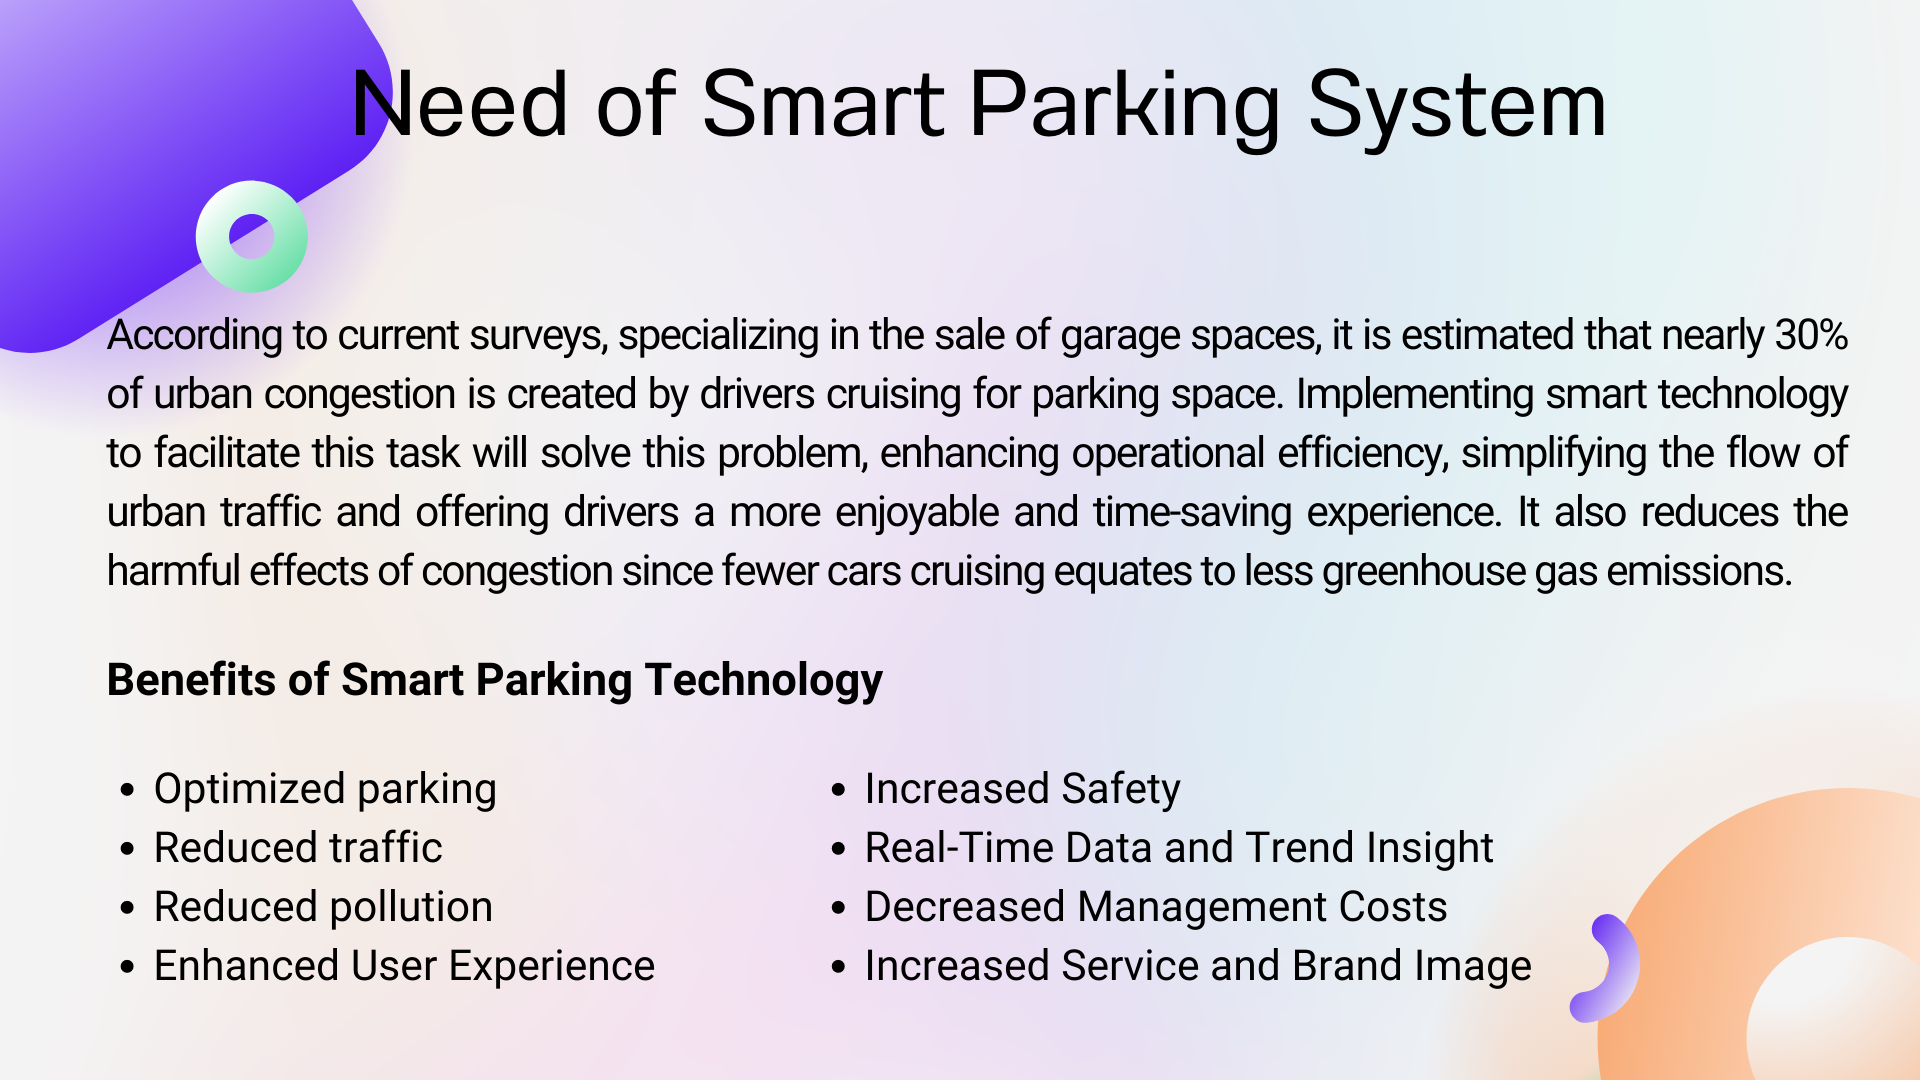 Need of Smart Parking System
According to current surveys, specializing in the sale of garage spaces, it is estimated that nearly 30%
of urban congestion is created by drivers cruising for parking space. Implementing smart technology
to facilitate this task will solve this problem, enhancing operational efficiency, simplifying the flow of
urban traffic and offering drivers a more enjoyable and time-saving experience. It also reduces the
harmful effects of congestion since fewer cars cruising equates to less greenhouse gas emissions.
Benefits of Smart Parking Technology
• Optimized parking
• Reduced traffic
• Reduced pollution
• Enhanced User Experience
• Increased Safety
• Real-Time Data and Trend Insight
• Decreased Management Costs
• Increased Service and Brand Image